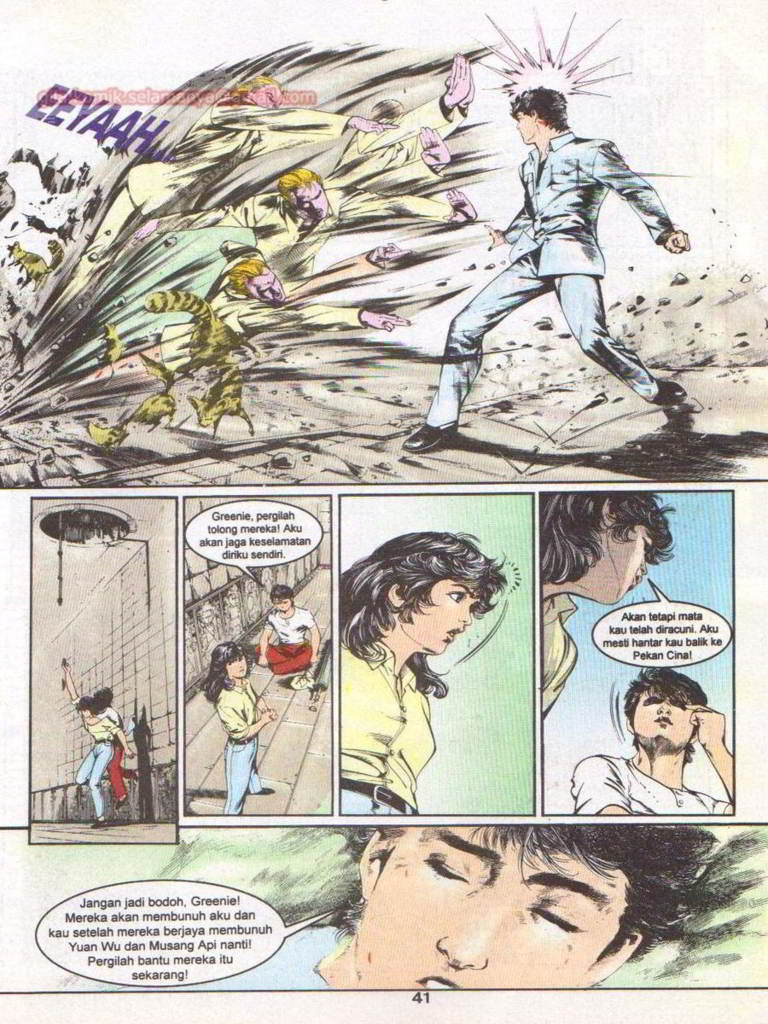 EEYAAH...
Greenie, pergilah
tolong mereka! Aku
akan jaga keselamatan
diriku sendiri.
Akan tetapi mata
kau telah diracuni. Aku
mesti hantar kau balik ke
Pekan Cina!
Jangan jadi bodoh, Greenie!
Mereka akan membunuh aku dan
kau setelah mereka berjaya membunuh
Yuan Wu dan Musang Api nanti!
Pergilah bantu mereka itu
sekarang!
41